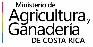 Ministerio de
Agricultura y
Ganadería
DE COSTA RICA